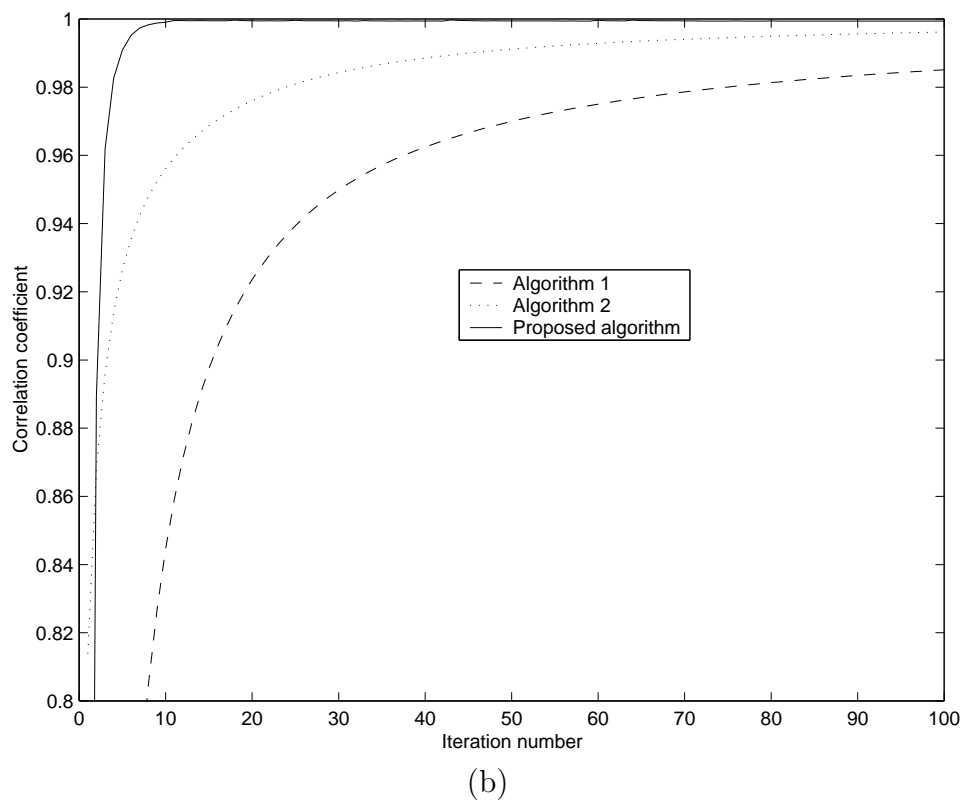 1
0.98
0.96
0.94
0.92
0.9
0.88
0.86
0.84
0.82
0.8
Correlation coefficient
Algorithm 1
Algorithm 2
Proposed algorithm
0 10 20 30 40 50 60 70 80 90 100
Iteration number
(b)